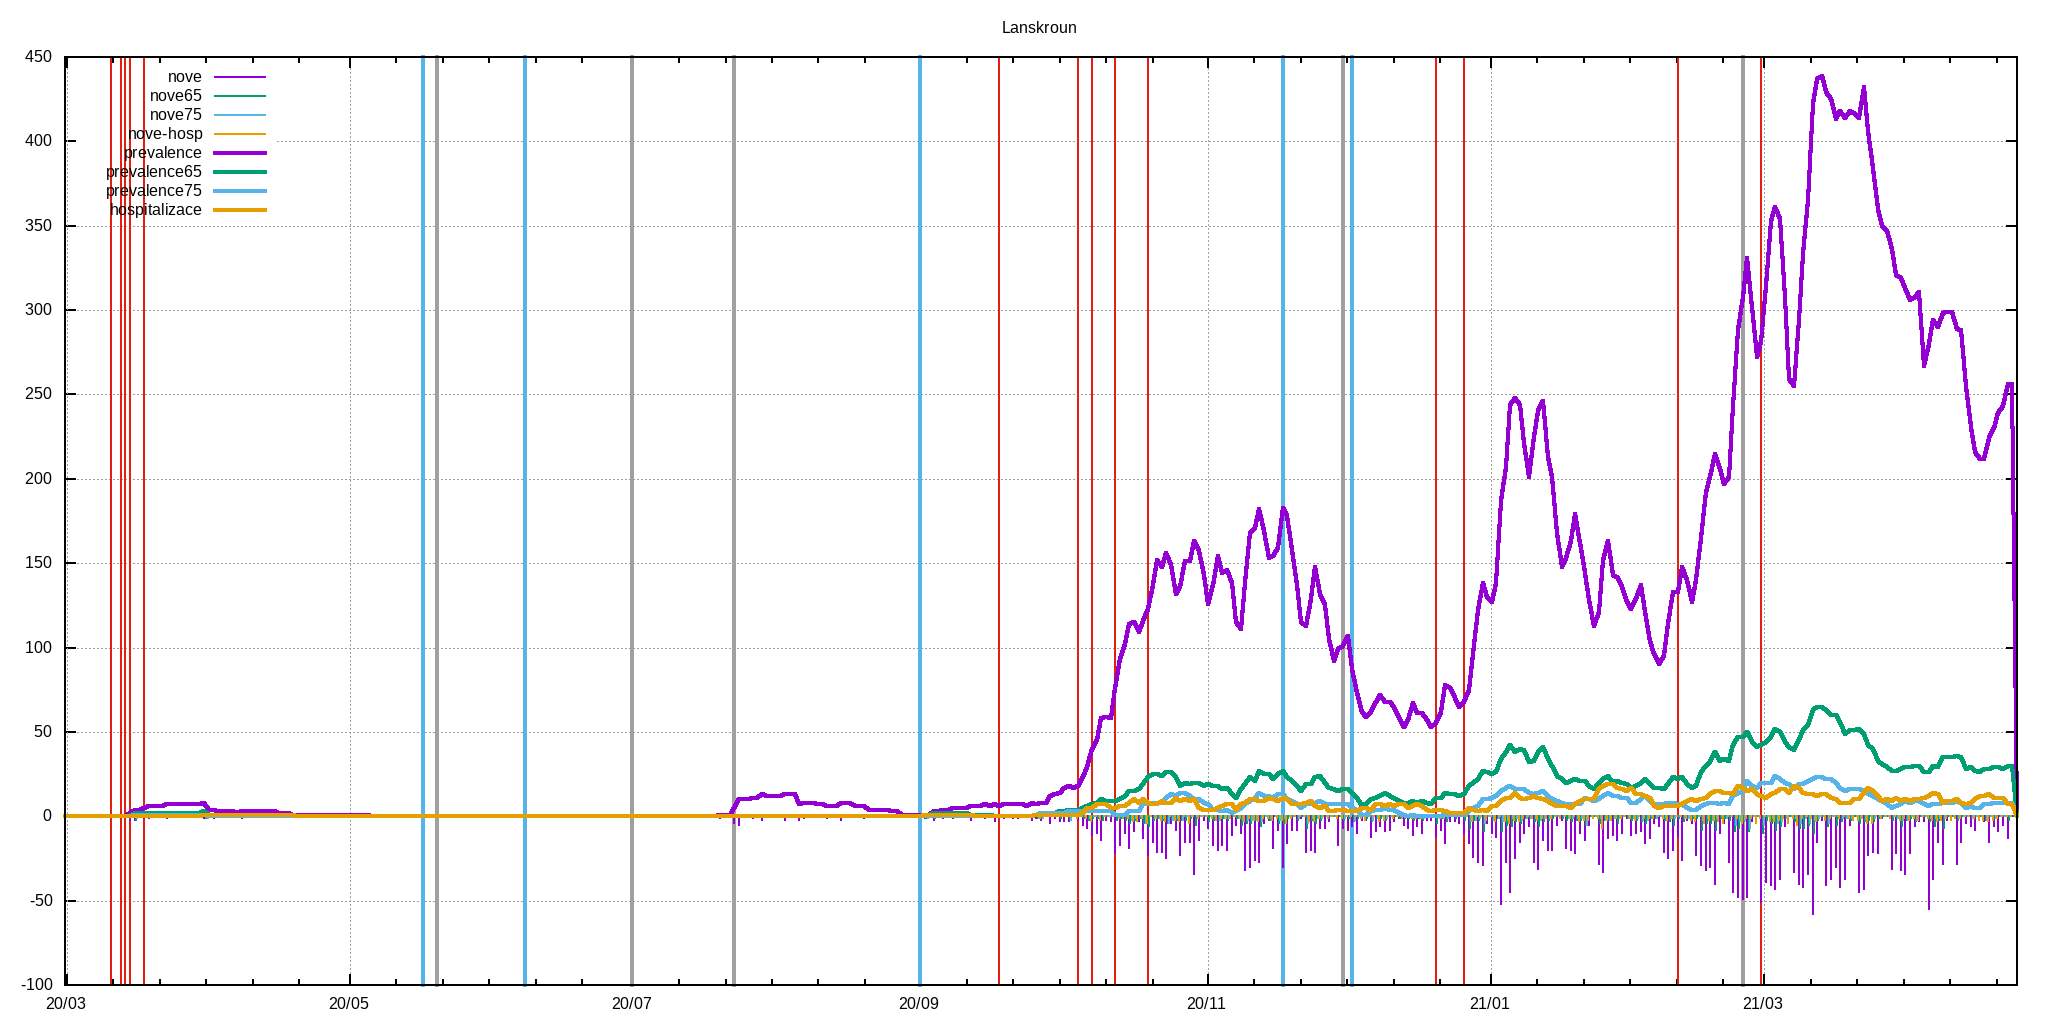 Lanskroun
450
400
350
300
250
200
150
100
50
0
-50
-100
nove
nove65
nove75
nove-hosp
prevalence
prevalence65
prevalence75
hospitalizace
20/03 20/05 20/07 20/09 20/11 21/01 21/03